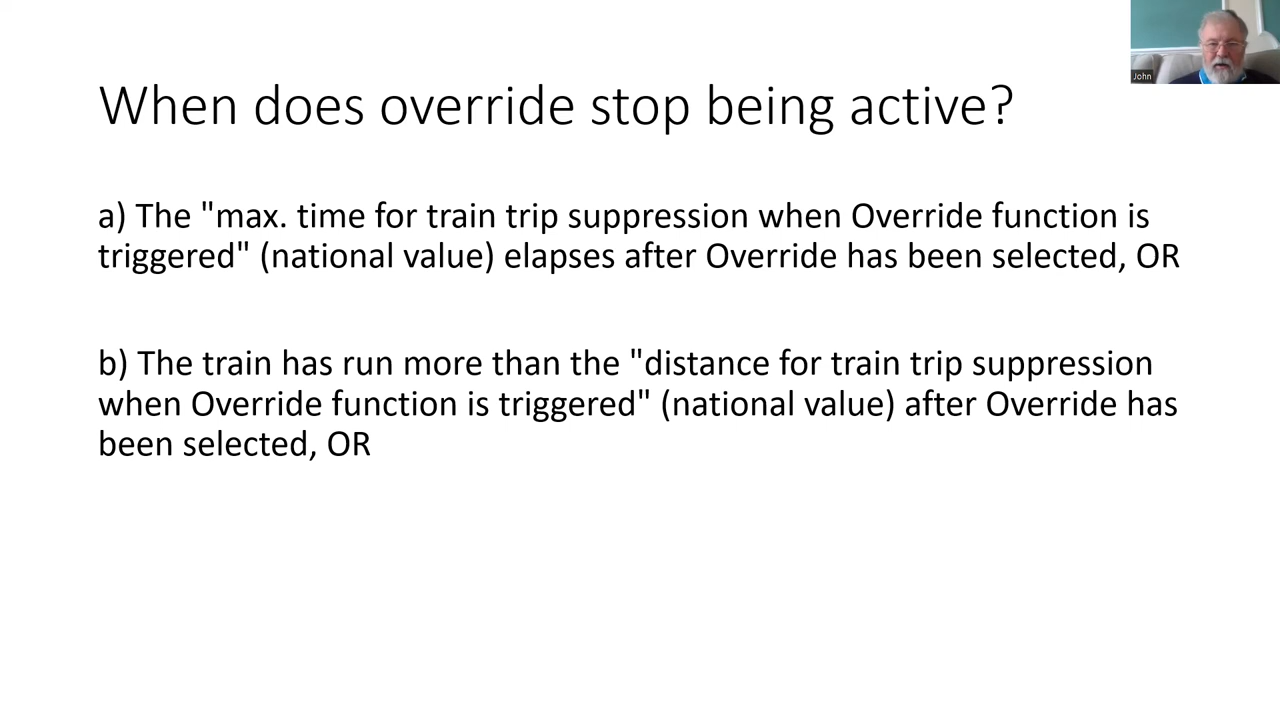 When does override stop being active?
a) The "max. time for train trip suppression when Override function is
triggered" (national value) elapses after Override has been selected, OR
b) The train has run more than the "distance for train trip suppression
when Override function is triggered" (national value) after Override has
been selected, OR
John